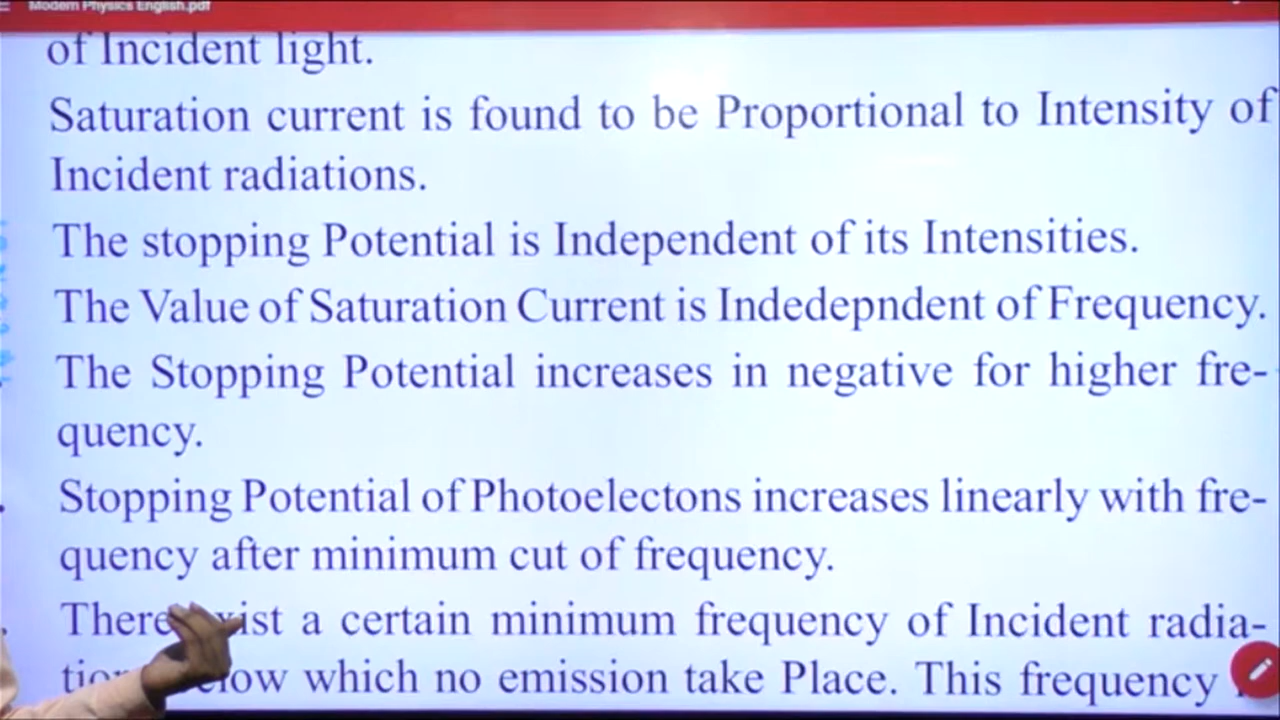 Modern Physics English.pdf
of Incident light.
Saturation current is found to be Proportional to Intensity of
Incident radiations.
The stopping Potential is Independent of its Intensities.
The Value of Saturation Current is Indedepndent of Frequency.
The Stopping Potential increases in negative for higher fre-
quency.
Stopping Potential of Photoelectons increases linearly with fre-
quency after minimum cut of frequency.
There a certain minimum frequency of Incident radia-
which no emission take Place. This frequency